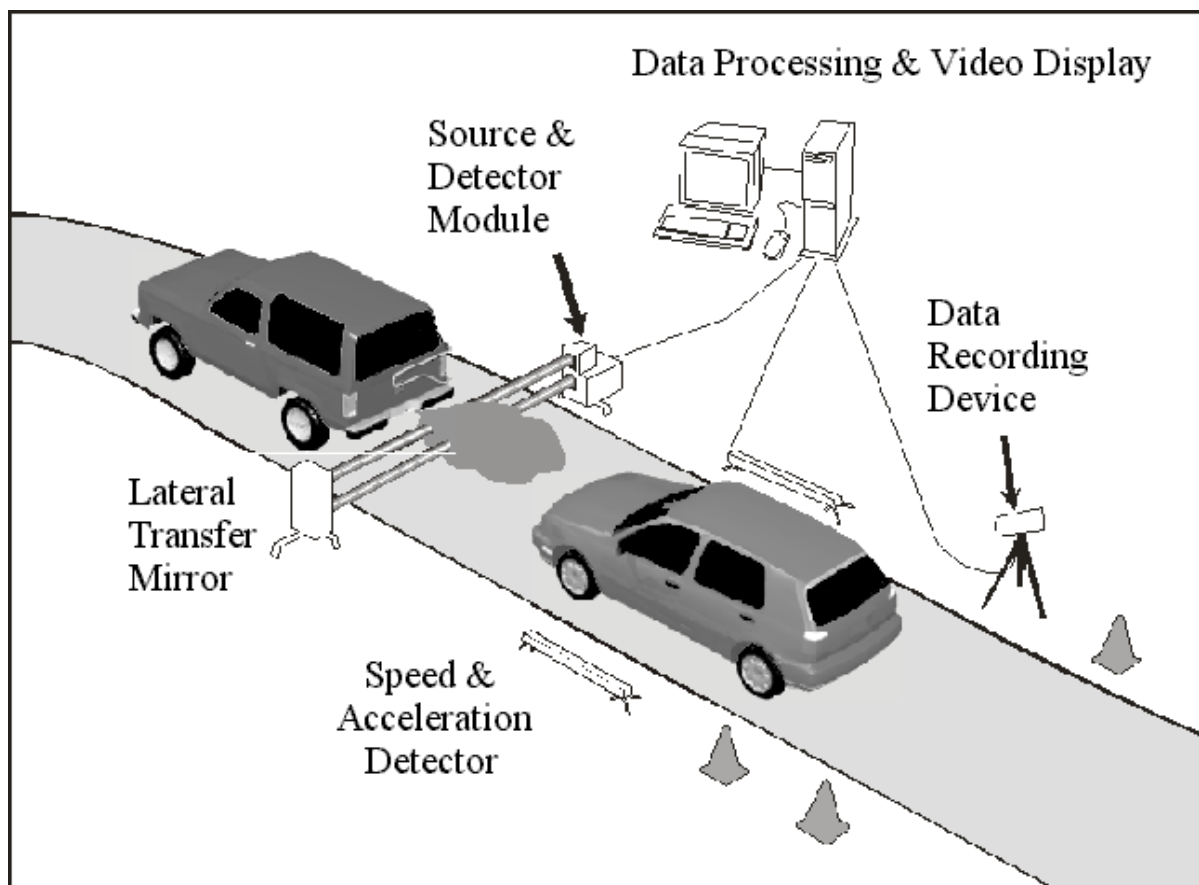 Data Processing & Video Display
Source &
Detector
Module
Data
Recording
Device
Lateral
Transfer
Mirror
Speed &
Acceleration
Detector